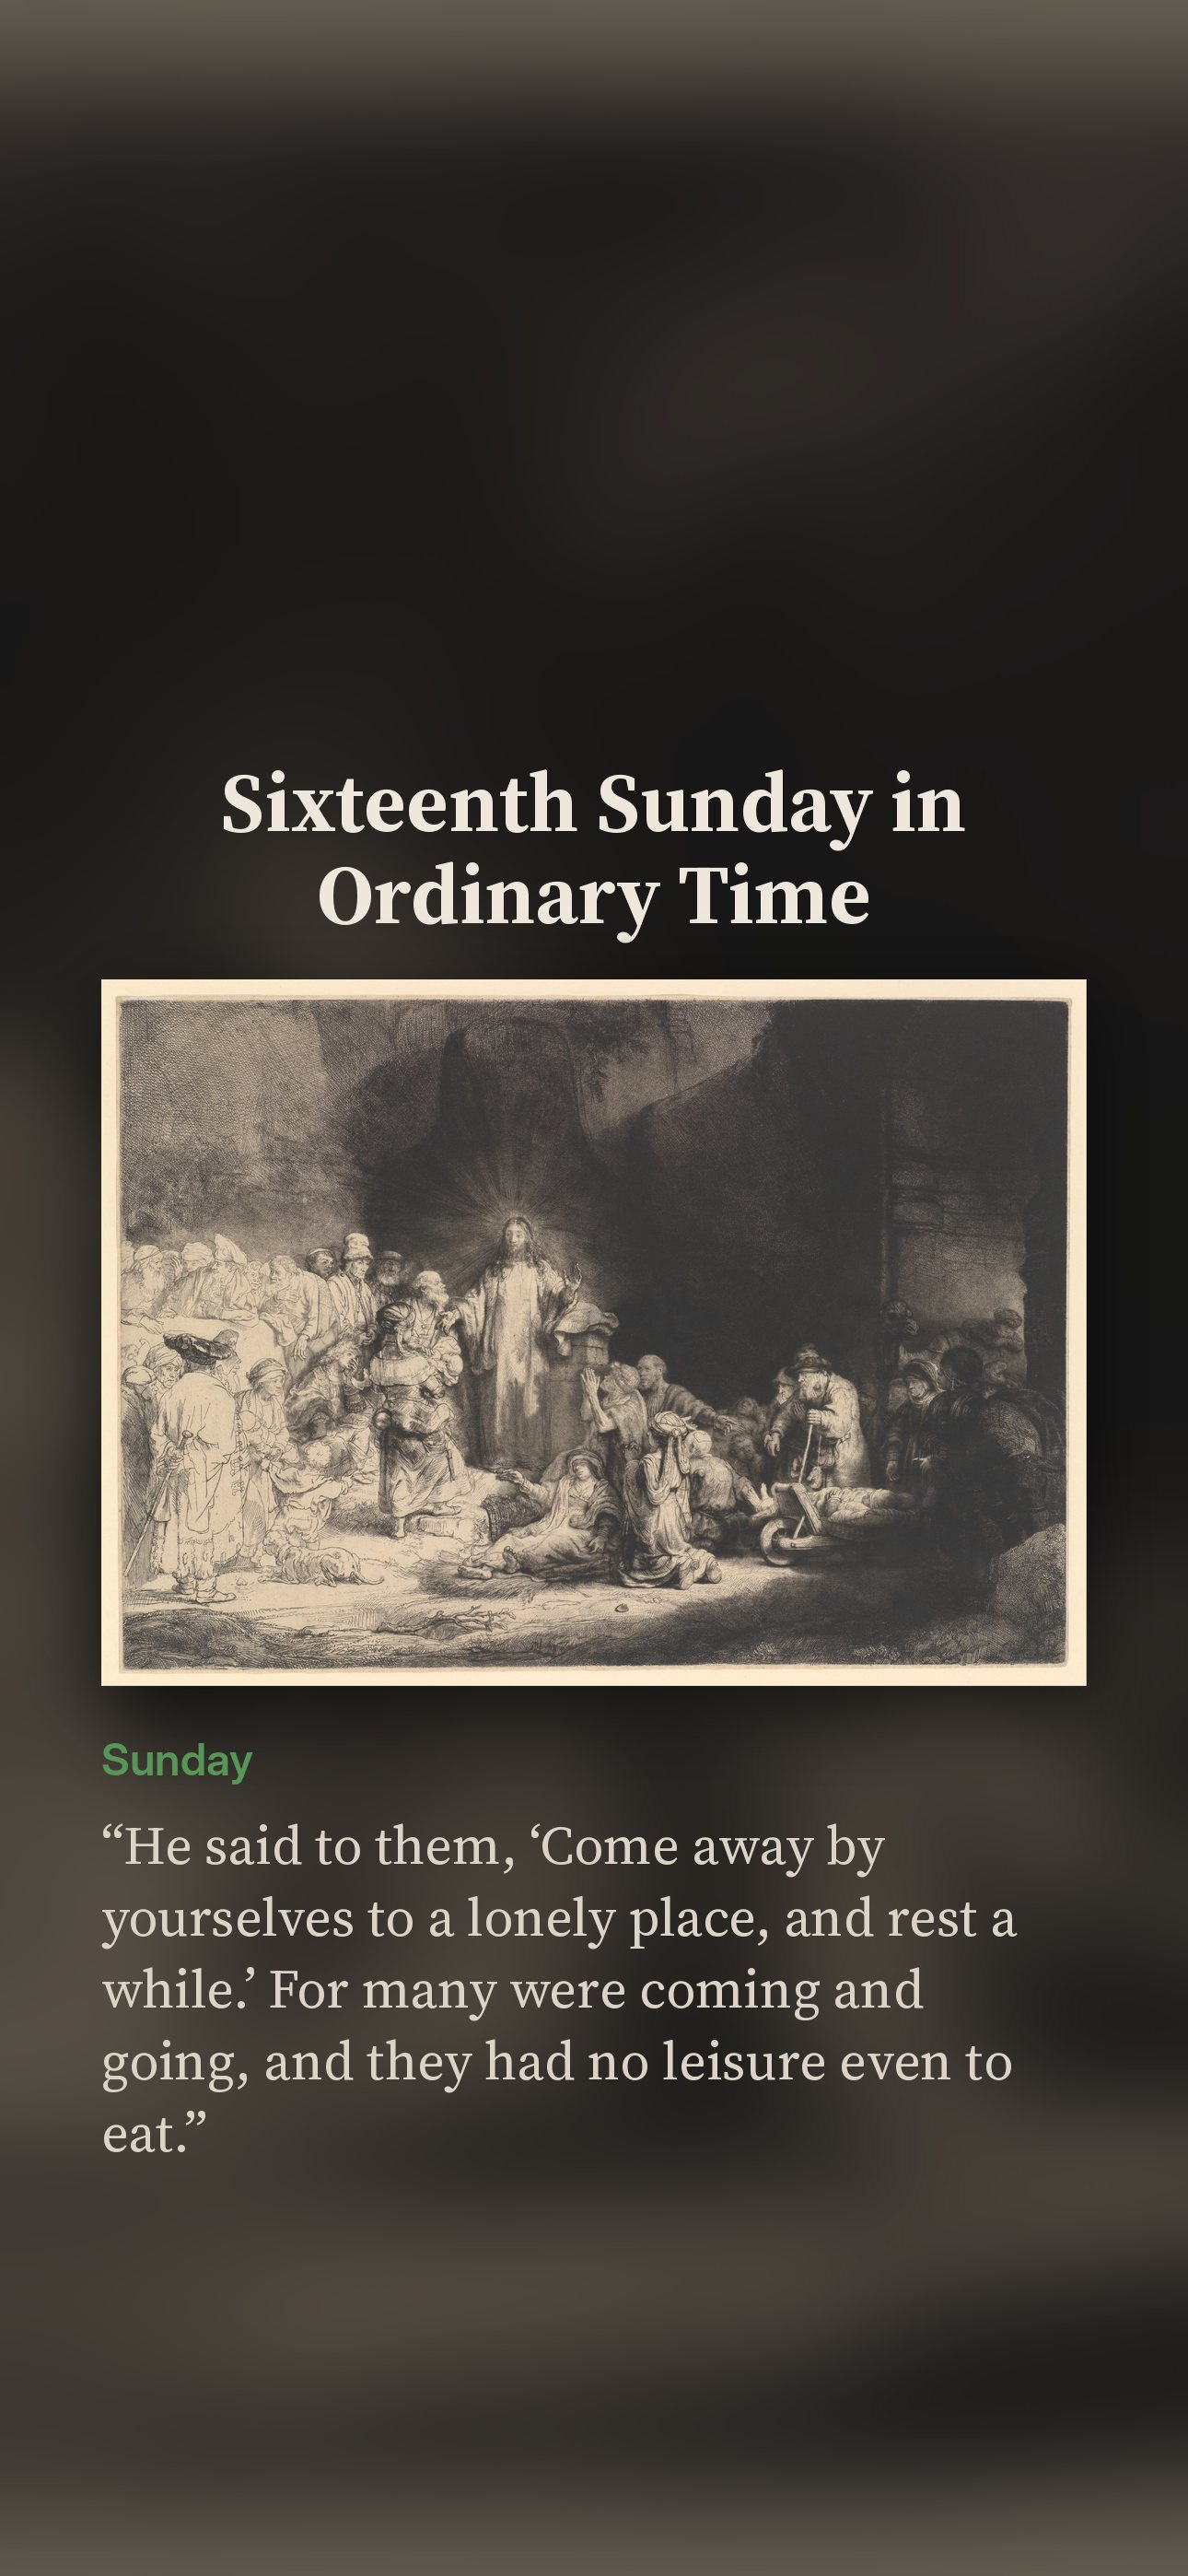 Sixteenth Sunday in
Ordinary Time
Sunday
“He said to them, ‘Come away by
yourselves to a lonely place, and rest a
while.’ For many were coming and
going, and they had no leisure even to
eat.”